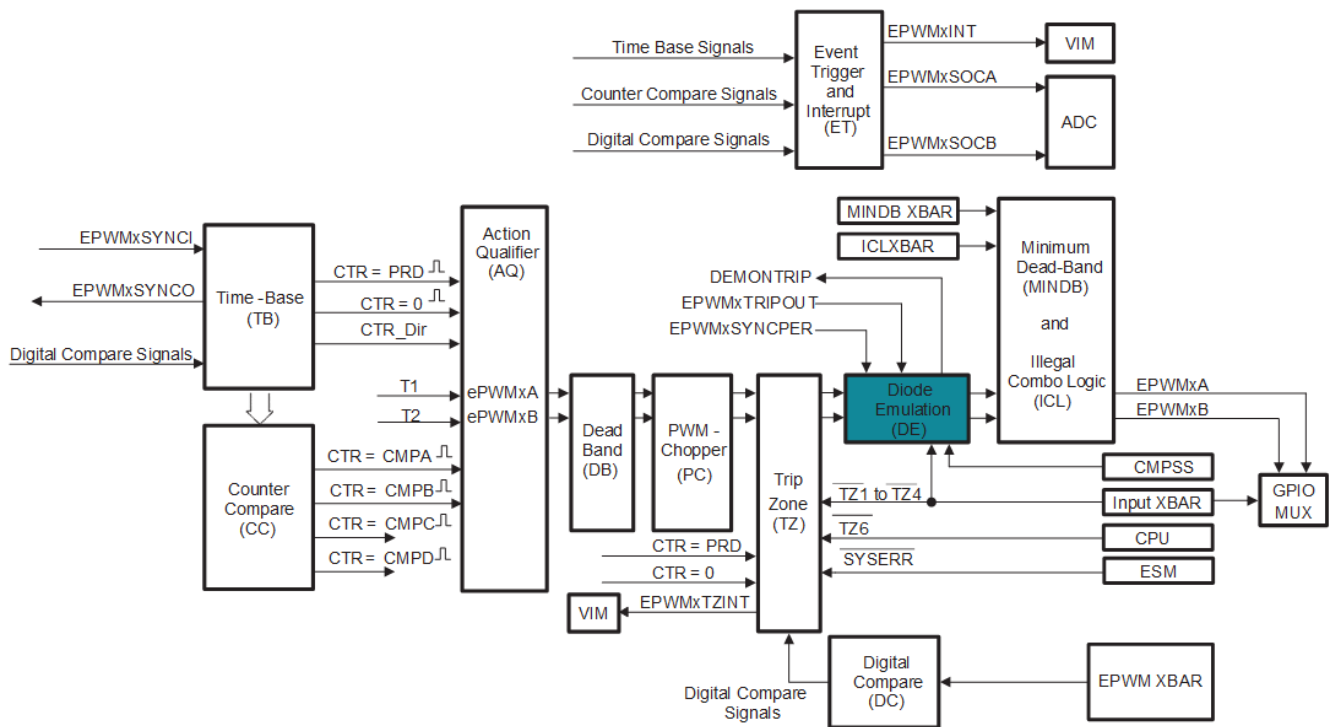 Time Base Signals
Counter Compare Signals
Digital Compare Signals
Event
Trigger
and
Interrupt
(ET)
EPWMxINT
EPWMxSOCA
EPWMxSOCB
VIM
ADC
EPWMxSYNCI
EPWMxSYNCO
Digital Compare Signals
Time -Base
(TB)
CTR = PRD
CTR = 0
CTR_Dir
T1
T2
Action
Qualifier
(AQ)
ePWMxA
ePWMxB
Counter
Compare
(CC)
CTR = CMPA
CTR = CMPB
CTR = CMPC
CTR = CMPD
Dead
Band
(DB)
PWM -
Chopper
(PC)
Trip
Zone
(TZ)
CTR = PRD
CTR = 0
EPWMxTZINT
VIM
DEMONTRIP
EPWMxTRIPOUT
EPWMxSYNCPER
Diode
Emulation
(DE)
MINDB XBAR
ICLXBAR
Minimum
Dead-Band
(MINDB)
and
Illegal
Combo Logic
(ICL)
EPWMxA
EPWMxB
TZ1 to TZ4
TZ6
SYSERR
CMPSS
Input XBAR
CPU
ESM
GPIO
MUX
Digital Compare
Signals
Digital
Compare
(DC)
EPWM XBAR